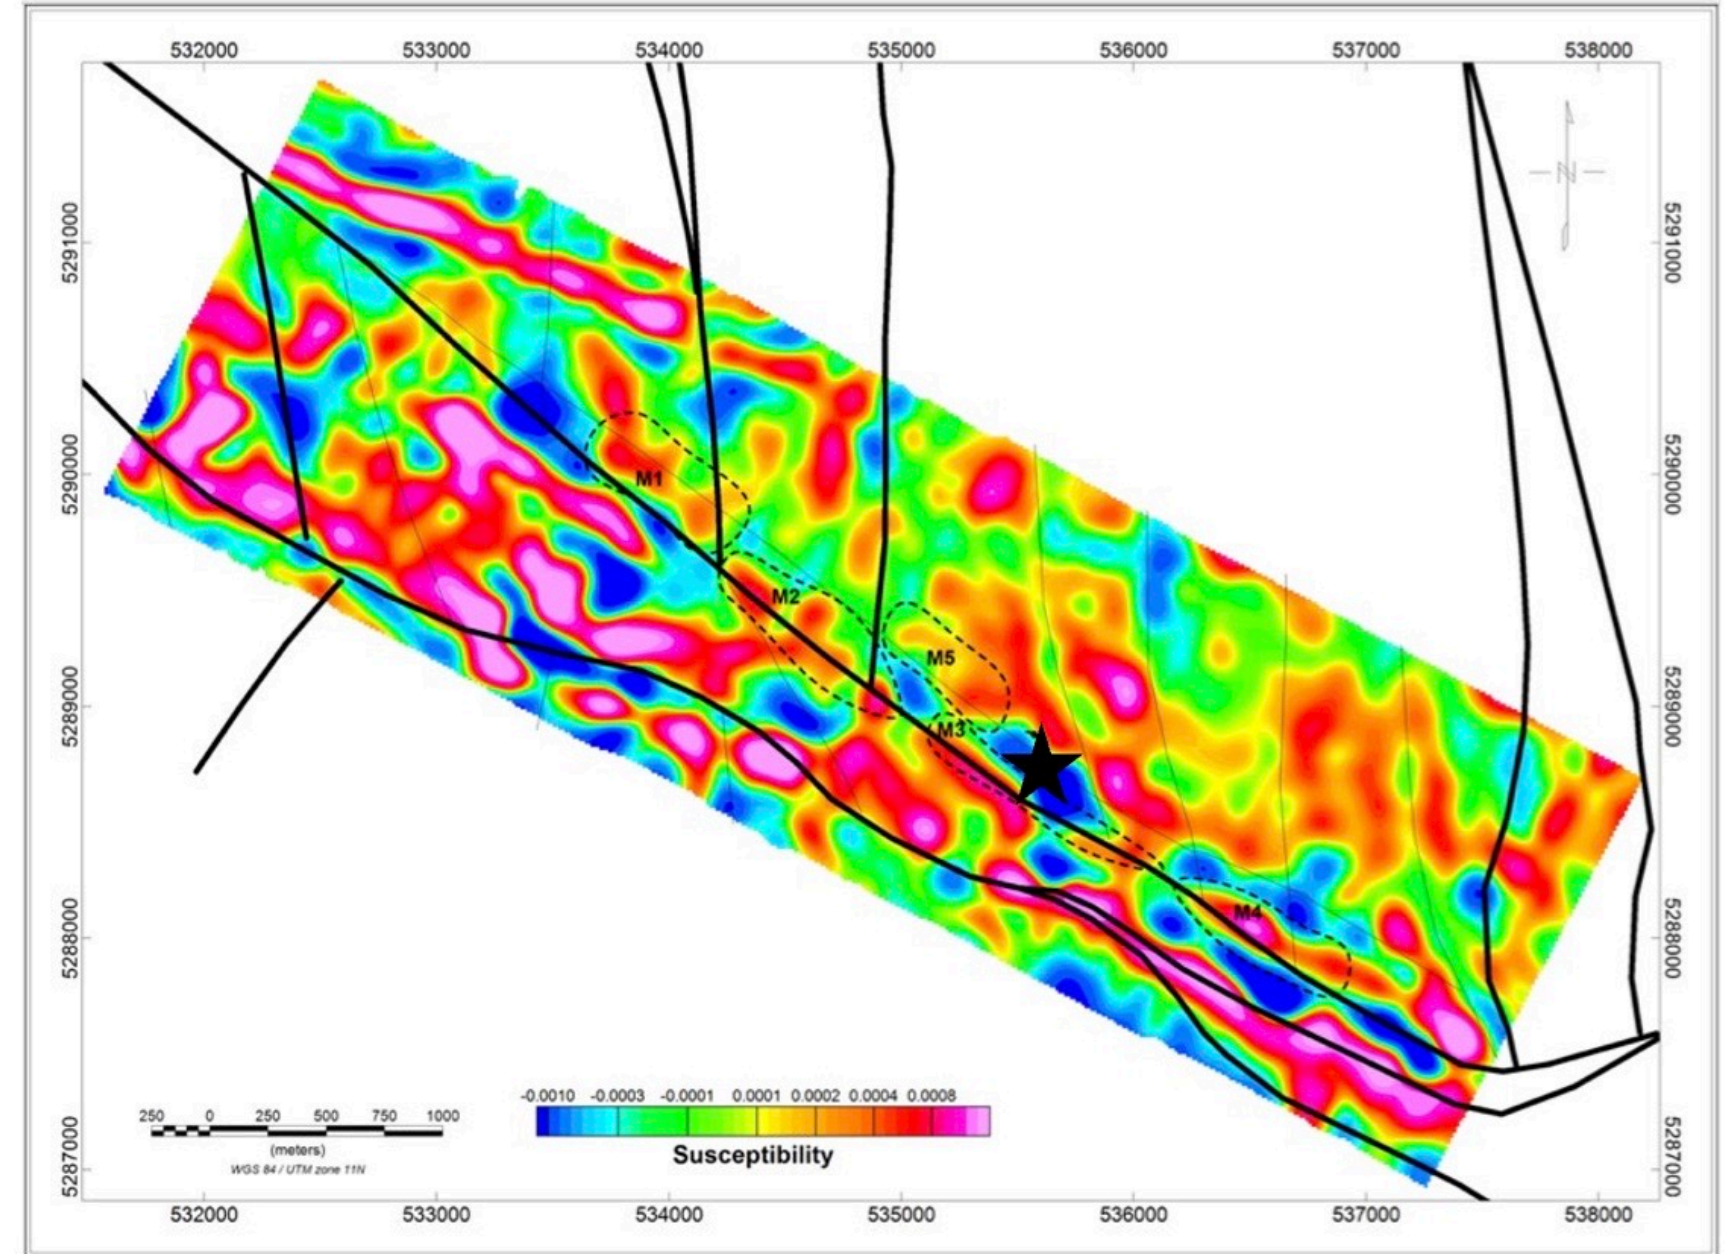 532000 533000 534000 535000 536000 537000 538000
5291000 5291000
N
5290000 5290000
M1
M2
M5
5289000 5289000
M3
M4
5288000 5288000
250 0 250 500 750 1000
(meters)
WGS 84 / UTM zone 11N
-0.0010 -0.0003 -0.0001 0.0001 0.0002 0.0004 0.0008
Susceptibility
5287000 5287000
532000 533000 534000 535000 536000 537000 538000